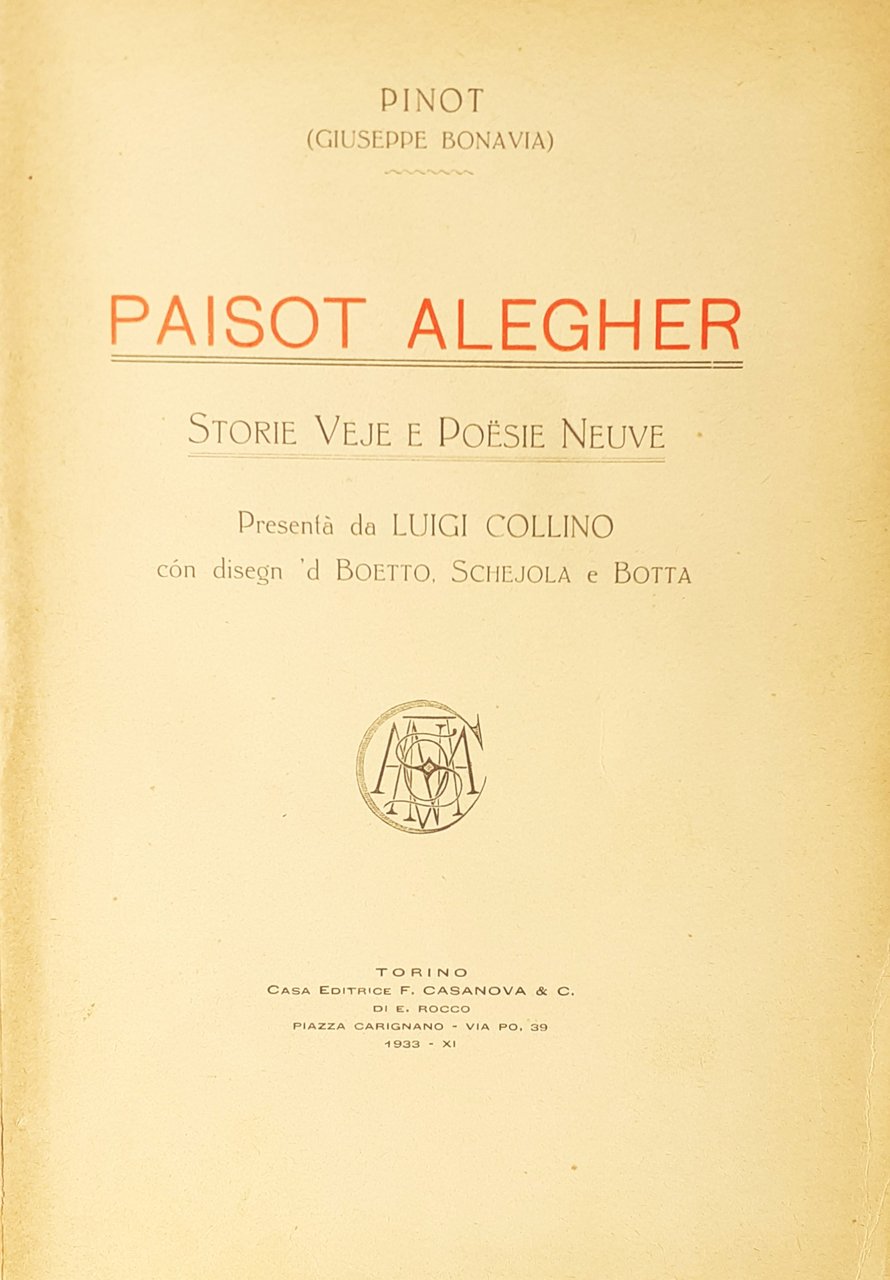 PINOT
(GIUSEPPE BONAVIA)
PAISOT ALEGHER
STORIE VEJE E POËSIE NEUVE
Presentà da LUIGI COLLINO
cón disegn 'd BOETTO, SCHEJOLA e BOTTA
TORINO
CASA EDITRICE F. CASANOVA & C.
DI E. ROCCO
PIAZZA CARIGNANO - VIA PO, 39
1933 - XI